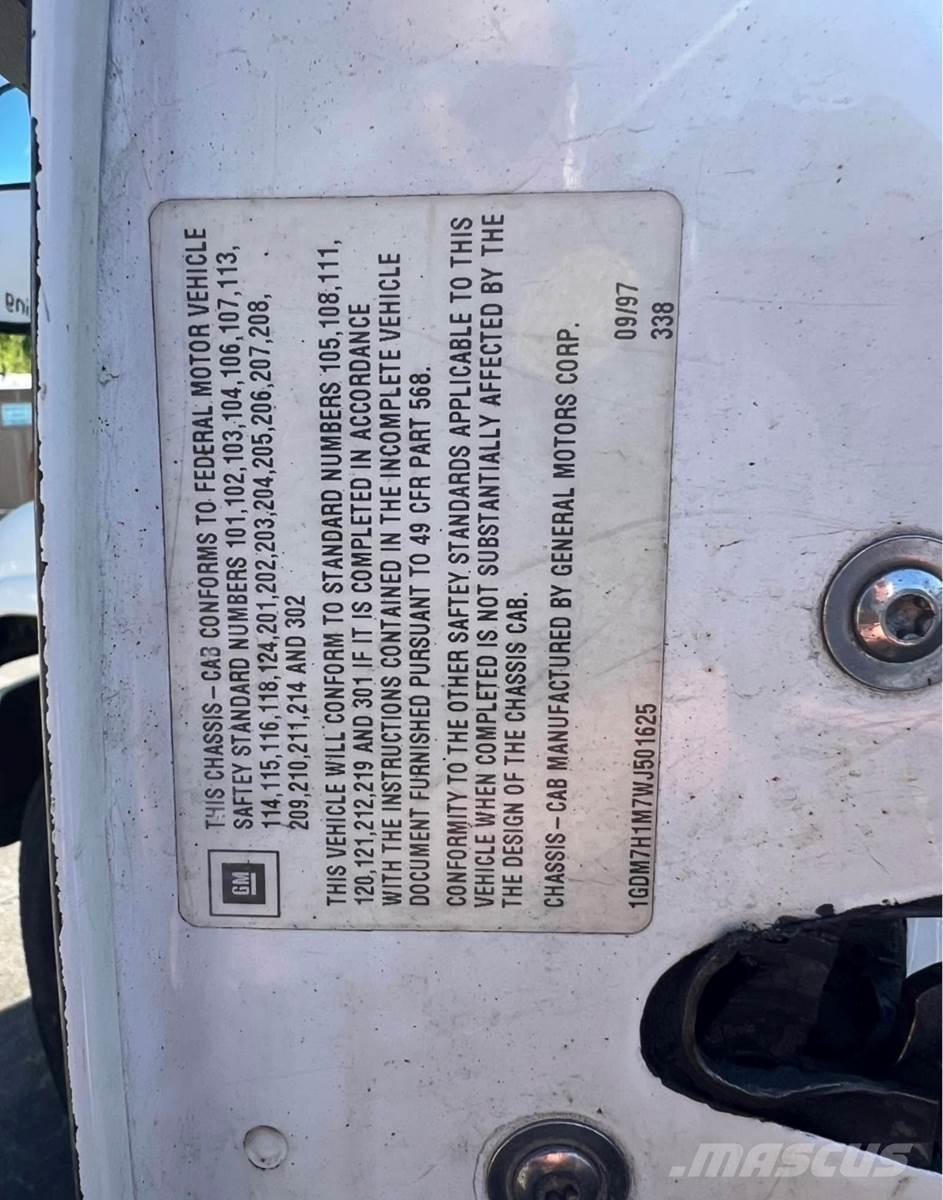 GM
THIS CHASSIS-CAB CONFORMS TO FEDERAL MOTOR VEHICLE
SAFTEY STANDARD NUMBERS 101,102,103,104,106,107,113,
114,115,116,118,124,201,202,203,204,205,206,207,208,
209,210,211,214 AND 302
THIS VEHICLE WILL CONFORM TO STANDARD NUMBERS 105,108,111,
120,121,212,219 AND 301 IF IT IS COMPLETED IN ACCORDANCE
WITH THE INSTRUCTIONS CONTAINED IN THE INCOMPLETE VEHICLE
DOCUMENT FURNISHED PURSUANT TO 49 CFR PART 568.
CONFORMITY TO THE OTHER SAFTEY STANDARDS APPLICABLE TO THIS
VEHICLE WHEN COMPLETED IS NOT SUBSTANTIALLY AFFECTED BY THE
THE DESIGN OF THE CHASSIS CAB.
CHASSIS-CAB MANUFACTURED BY GENERAL MOTORS CORP.
09/97
1GDM7H1M7WJ501625
338
ing
MASCUS